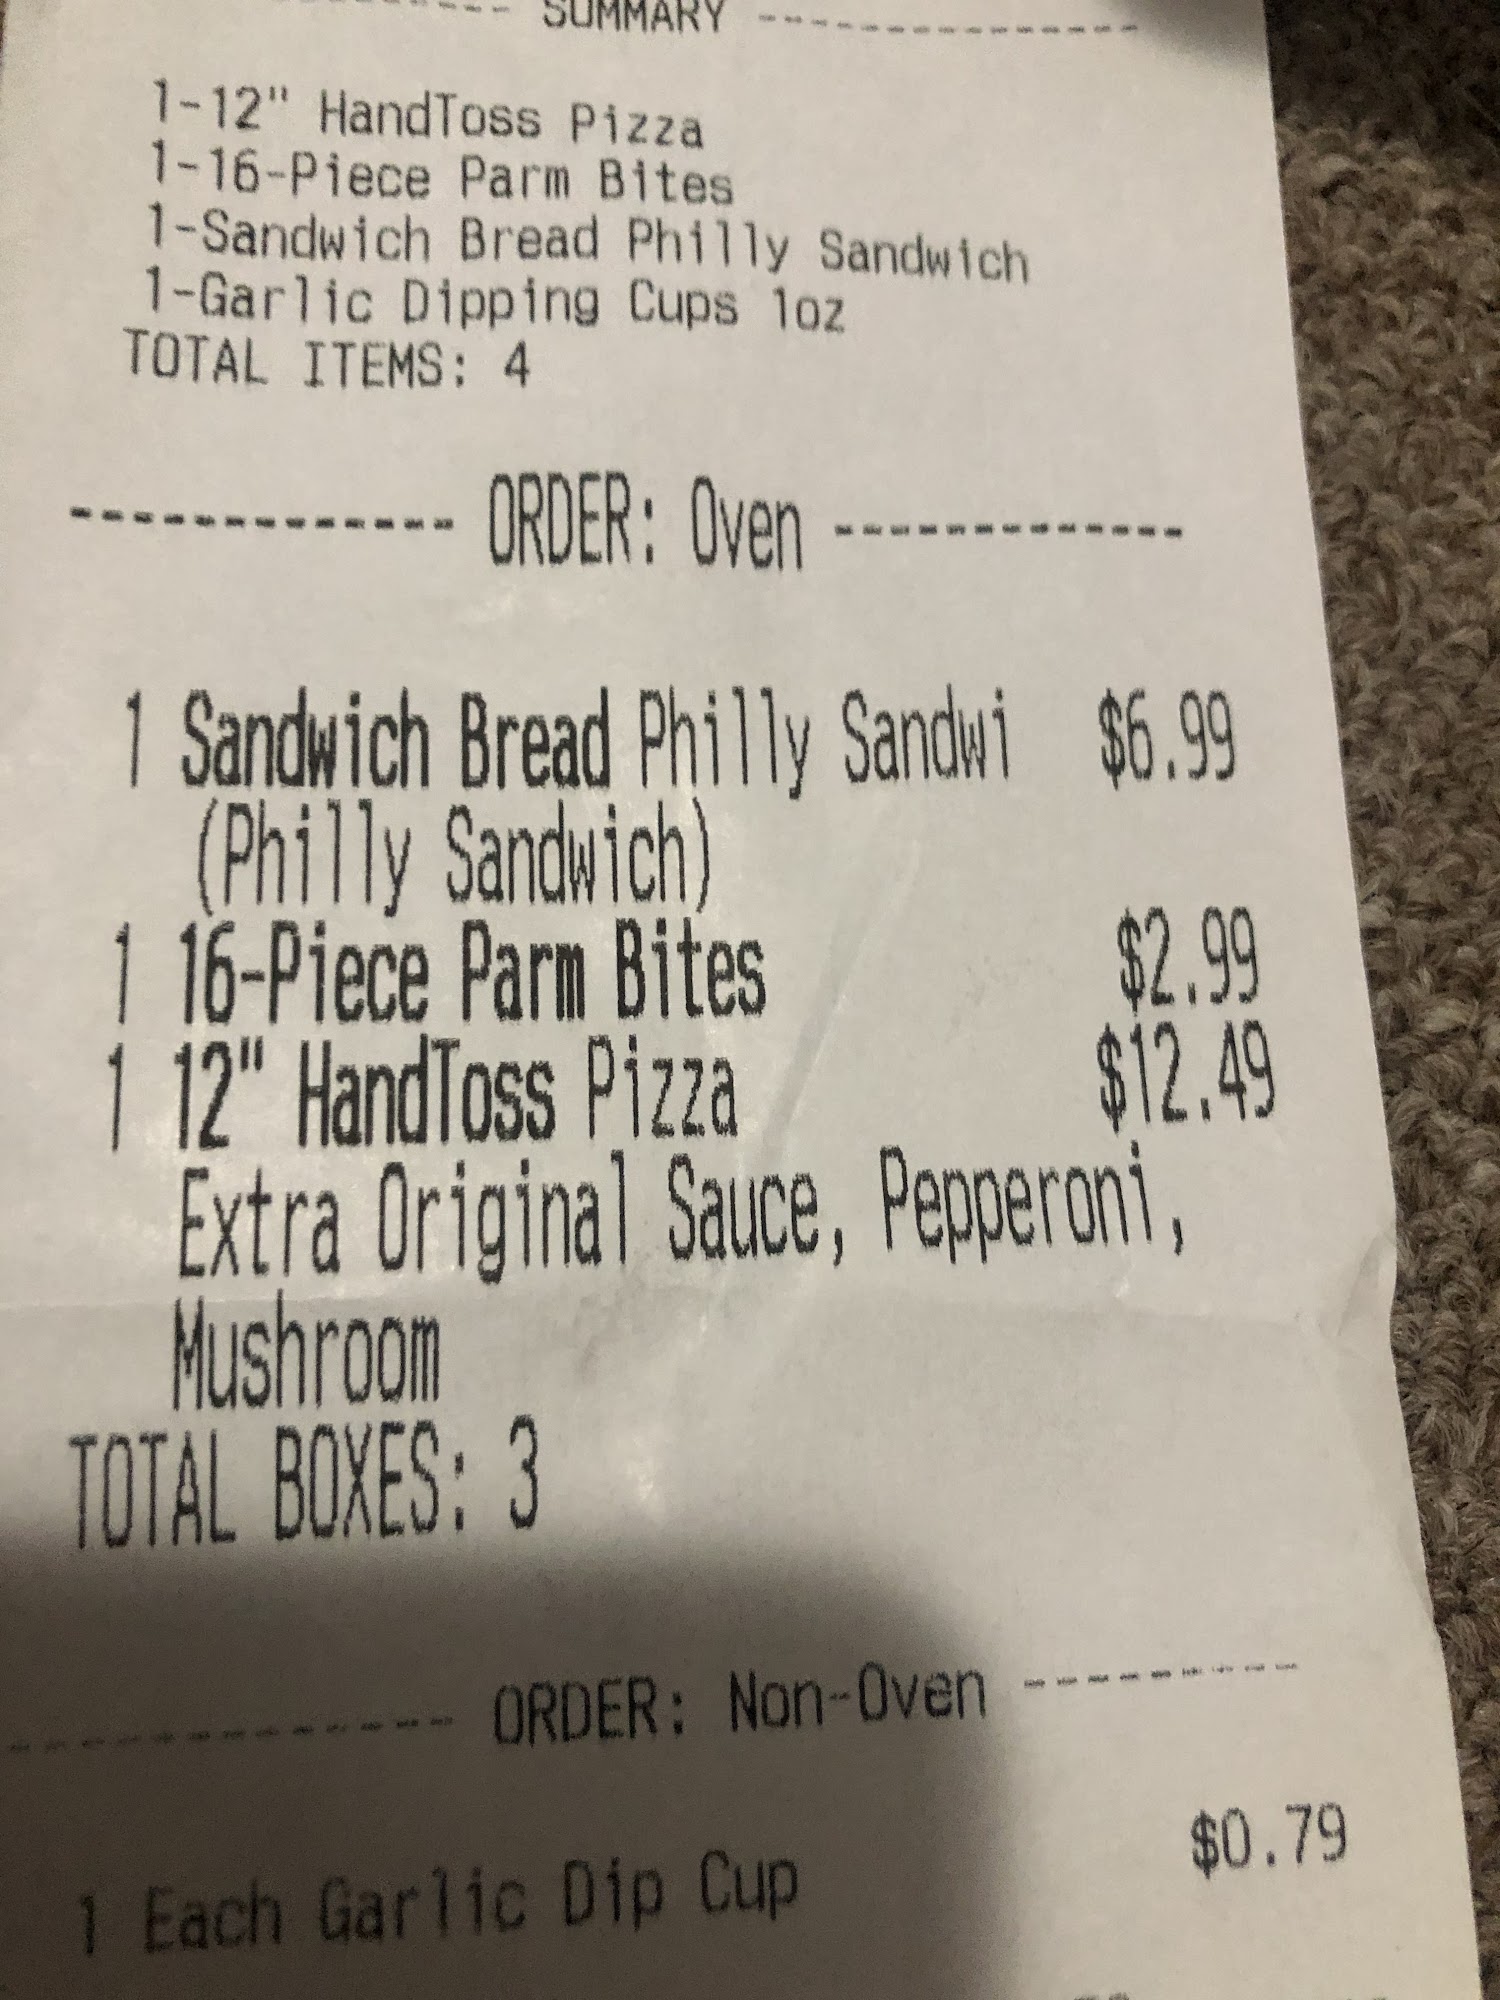 --------- SUMMARY ----------------
1-12" HandToss Pizza
1-16-Piece Parm Bites
1-Sandwich Bread Philly Sandwich
1-Garlic Dipping Cups 1oz
TOTAL ITEMS: 4
------------- ORDER: Oven -------------
1 Sandwich Bread Philly Sandwi $6.99
(Philly Sandwich)
1 16-Piece Parm Bites $2.99
1 12" HandToss Pizza $12.49
Extra Original Sauce, Pepperoni,
Mushroom
TOTAL BOXES: 3
------------- ORDER: Non-Oven ----------
1 Each Garlic Dip Cup $0.79